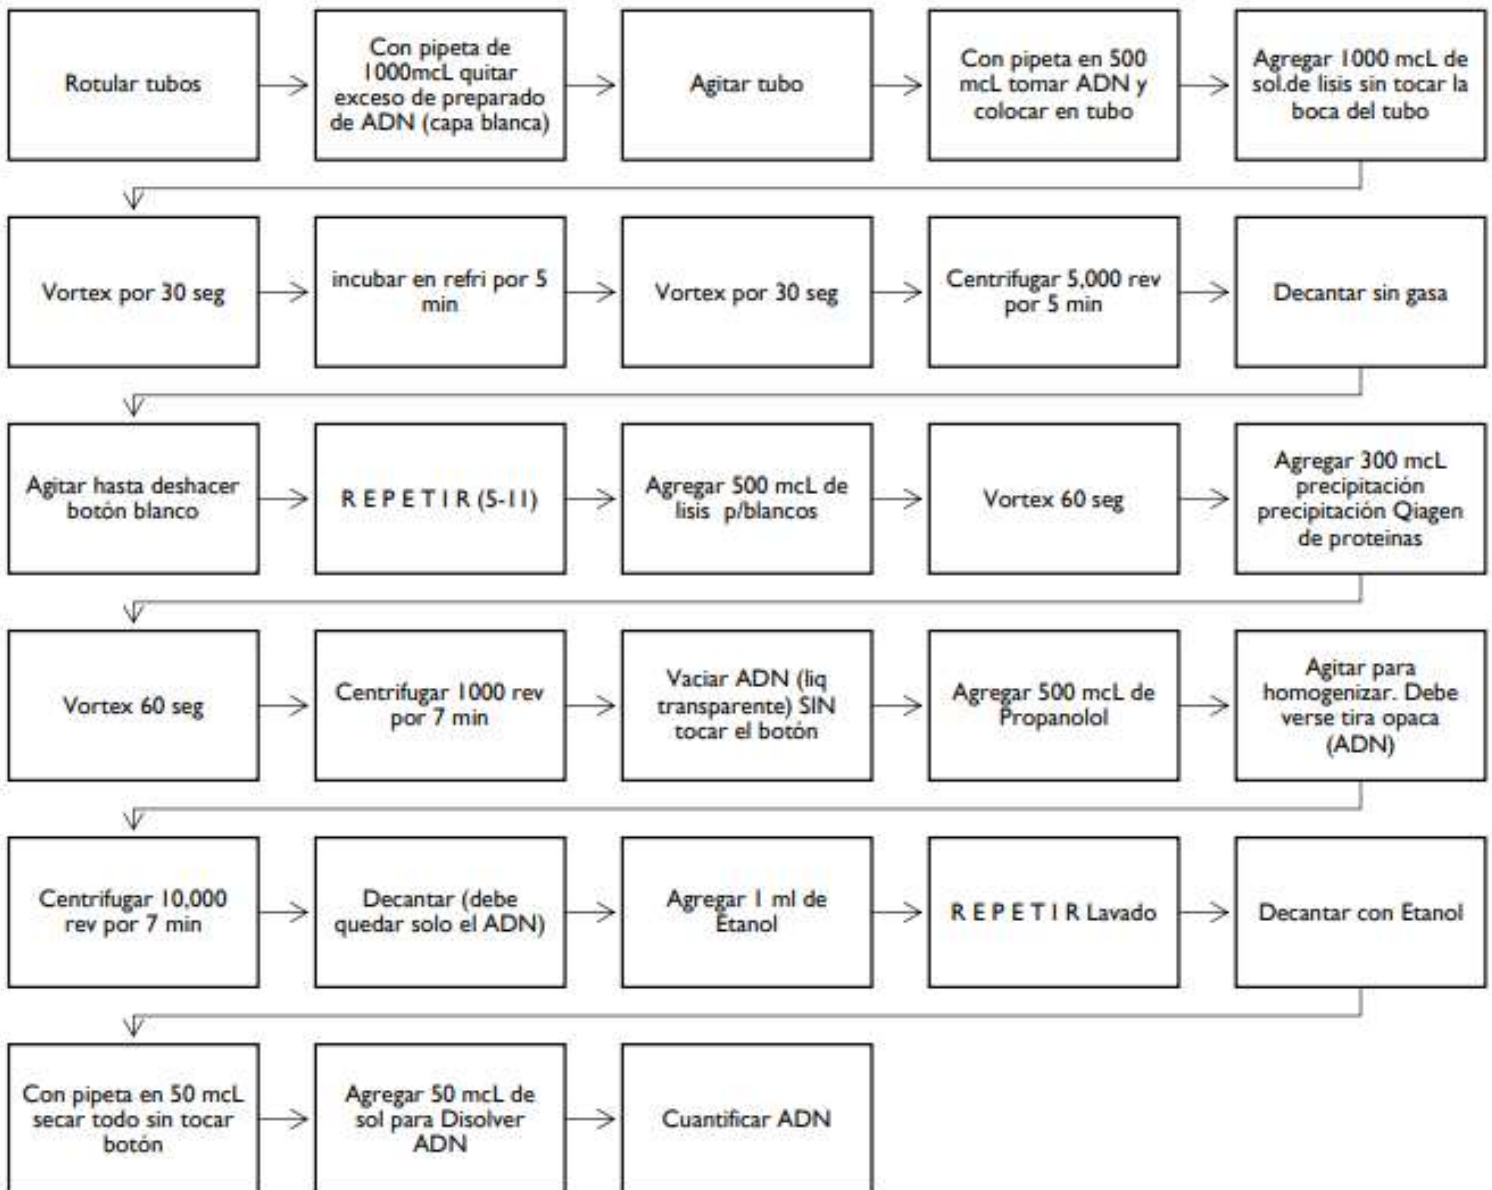 Rotular tubos
Con pipeta de
1000mcL quitar
exceso de preparado
de ADN (capa blanca)
Agitar tubo
Con pipeta en 500
mcL tomar ADN y
colocar en tubo
Agregar 1000 mcL de
sol.de lisis sin tocar la
boca del tubo
Vortex por 30 seg
incubar en refri por 5
min
Vortex por 30 seg
Centrifugar 5,000 rev
por 5 min
Decantar sin gasa
Agitar hasta deshacer
botón blanco
R E P E T I R (5-11)
Agregar 500 mcL de
lisis p/blancos
Vortex 60 seg
Agregar 300 mcL
precipitación
precipitación Qiagen
de proteinas
Vortex 60 seg
Centrifugar 1000 rev
por 7 min
Vaciar ADN (liq
transparente) SIN
tocar el botón
Agregar 500 mcL de
Propanolol
Agitar para
homogenizar. Debe
verse tira opaca
(ADN)
Centrifugar 10,000
rev por 7 min
Decantar (debe
quedar solo el ADN)
Agregar 1 ml de
Etanol
R E P E T I R Lavado
Decantar con Etanol
Con pipeta en 50 mcL
secar todo sin tocar
botón
Agregar 50 mcL de
sol para Disolver
ADN
Cuantificar ADN